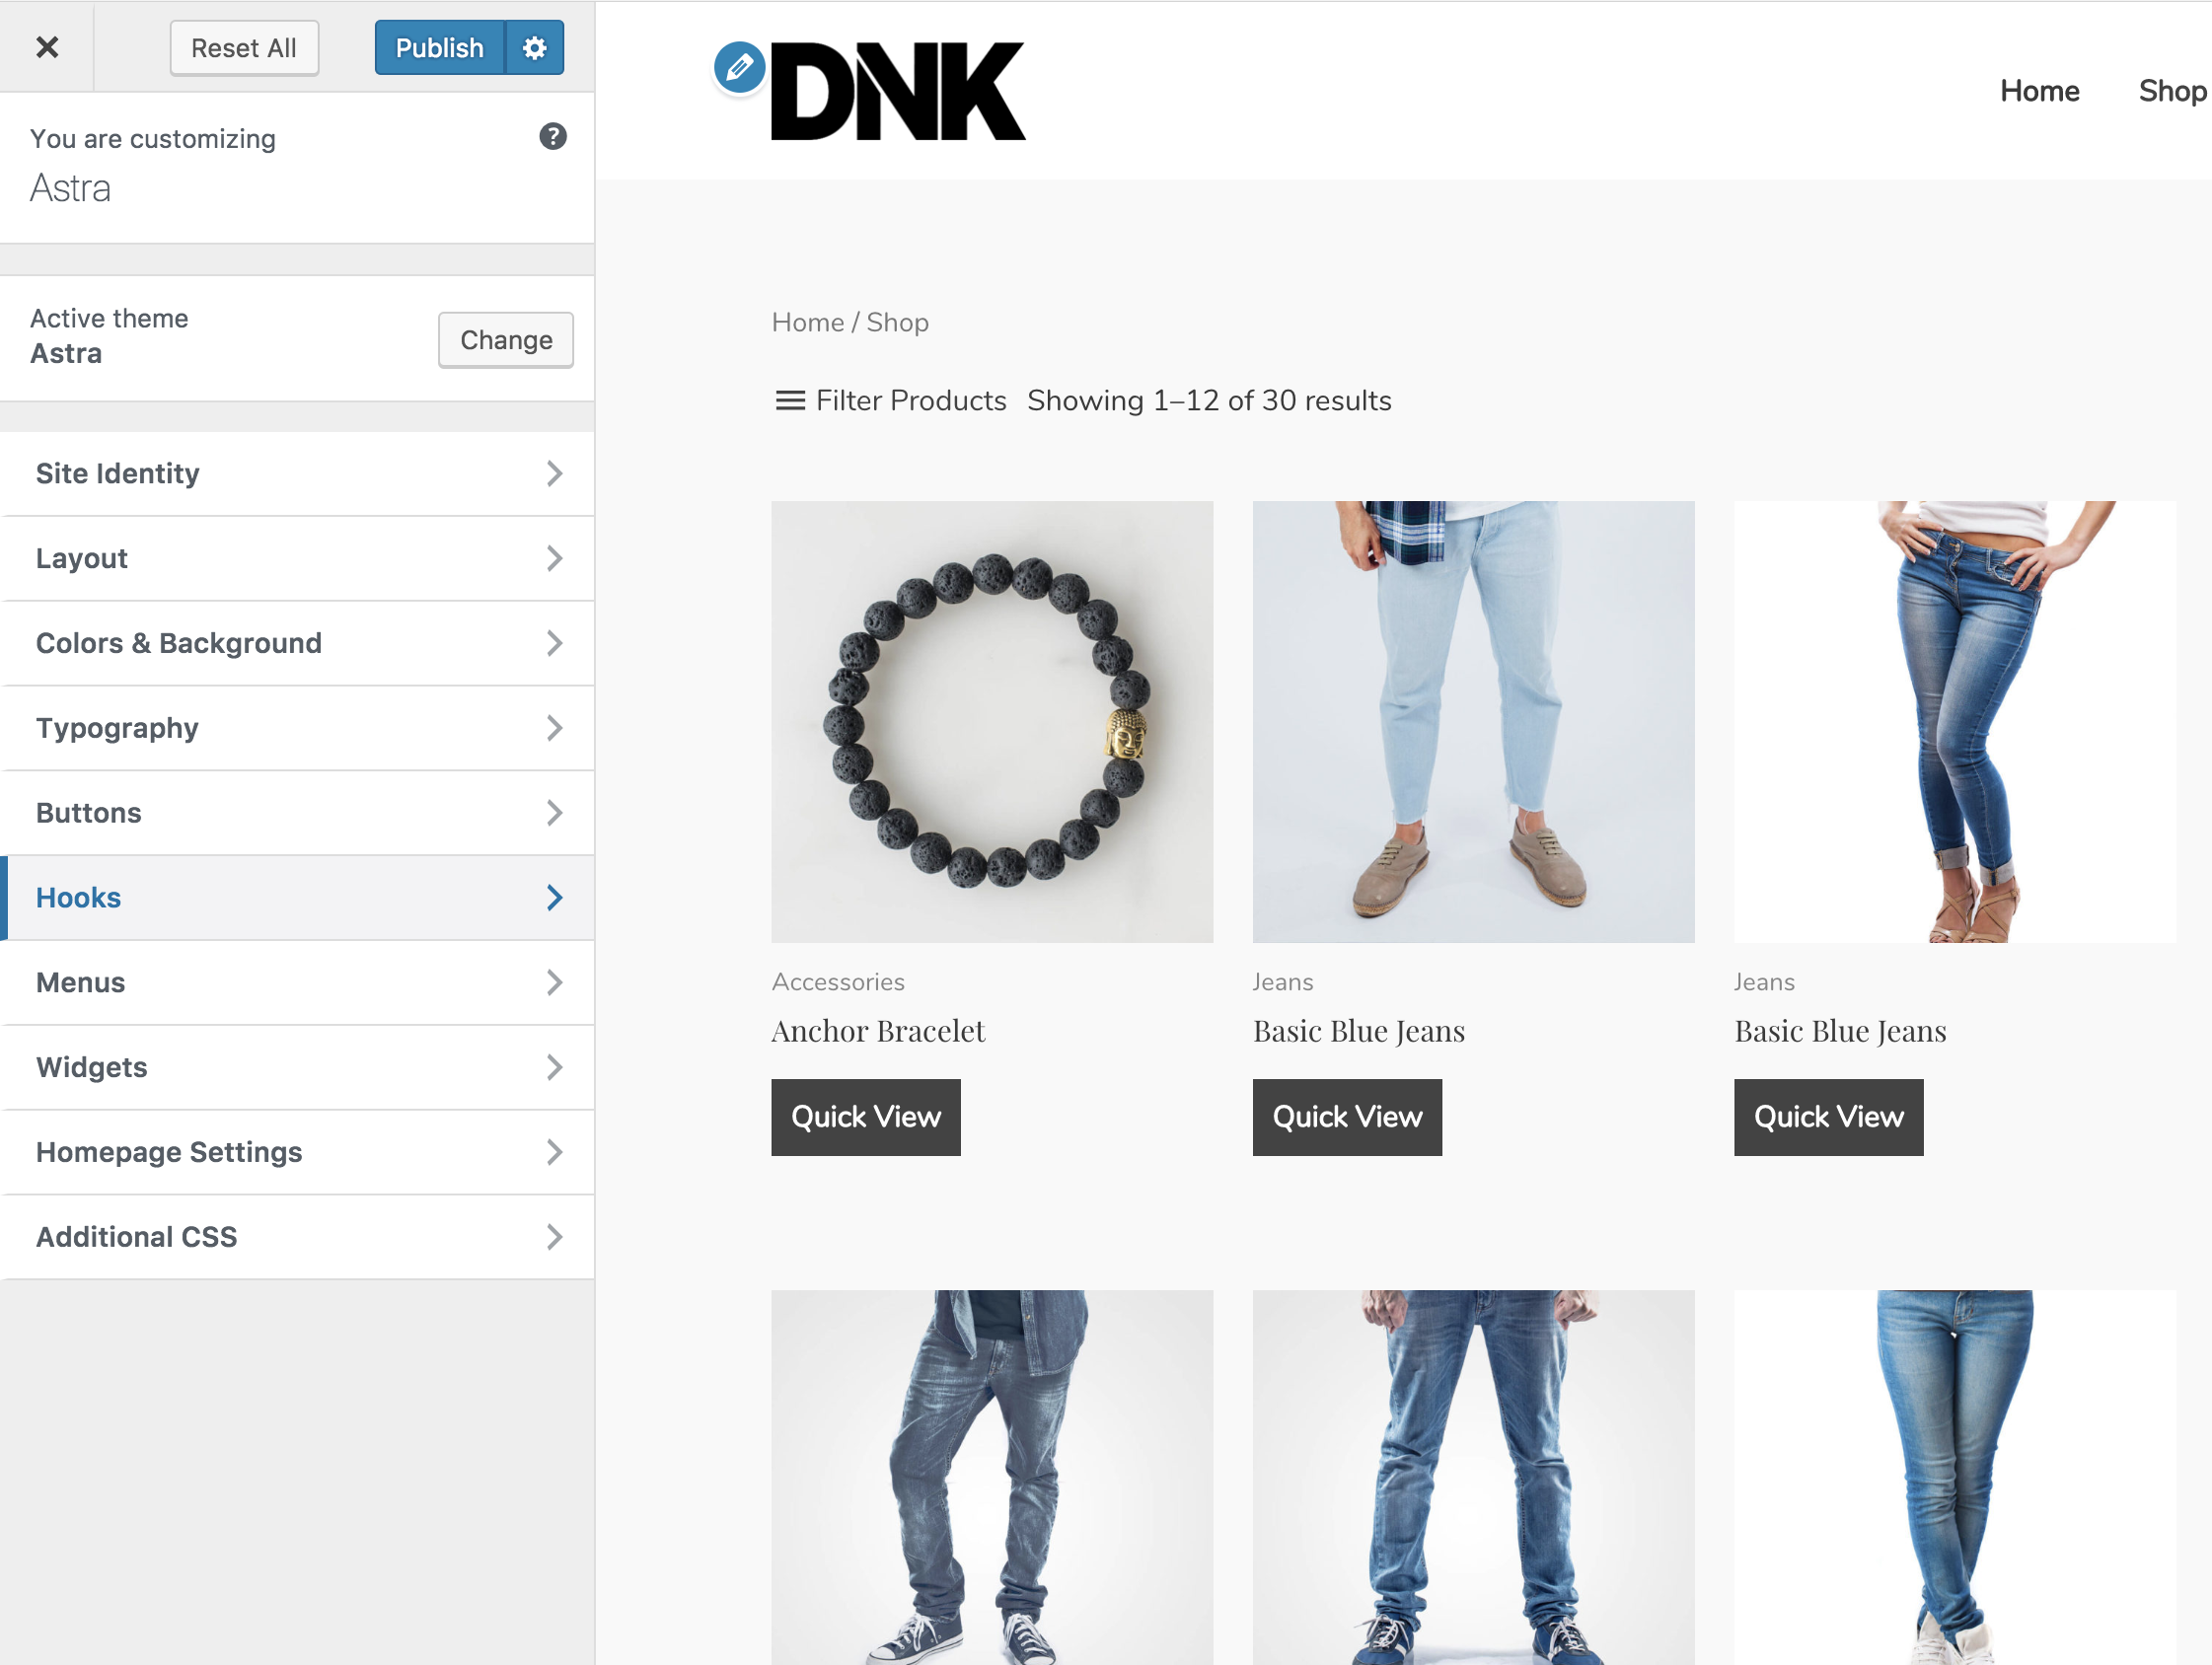 Reset All
Publish
You are customizing
Astra
Active theme
Astra
Change
Site Identity
Layout
Colors & Background
Typography
Buttons
Hooks
Menus
Widgets
Homepage Settings
Additional CSS
DNK
Home
Shop
Home / Shop
Filter Products
Showing 1–12 of 30 results
Accessories
Anchor Bracelet
Quick View
Jeans
Basic Blue Jeans
Quick View
Jeans
Basic Blue Jeans
Quick View